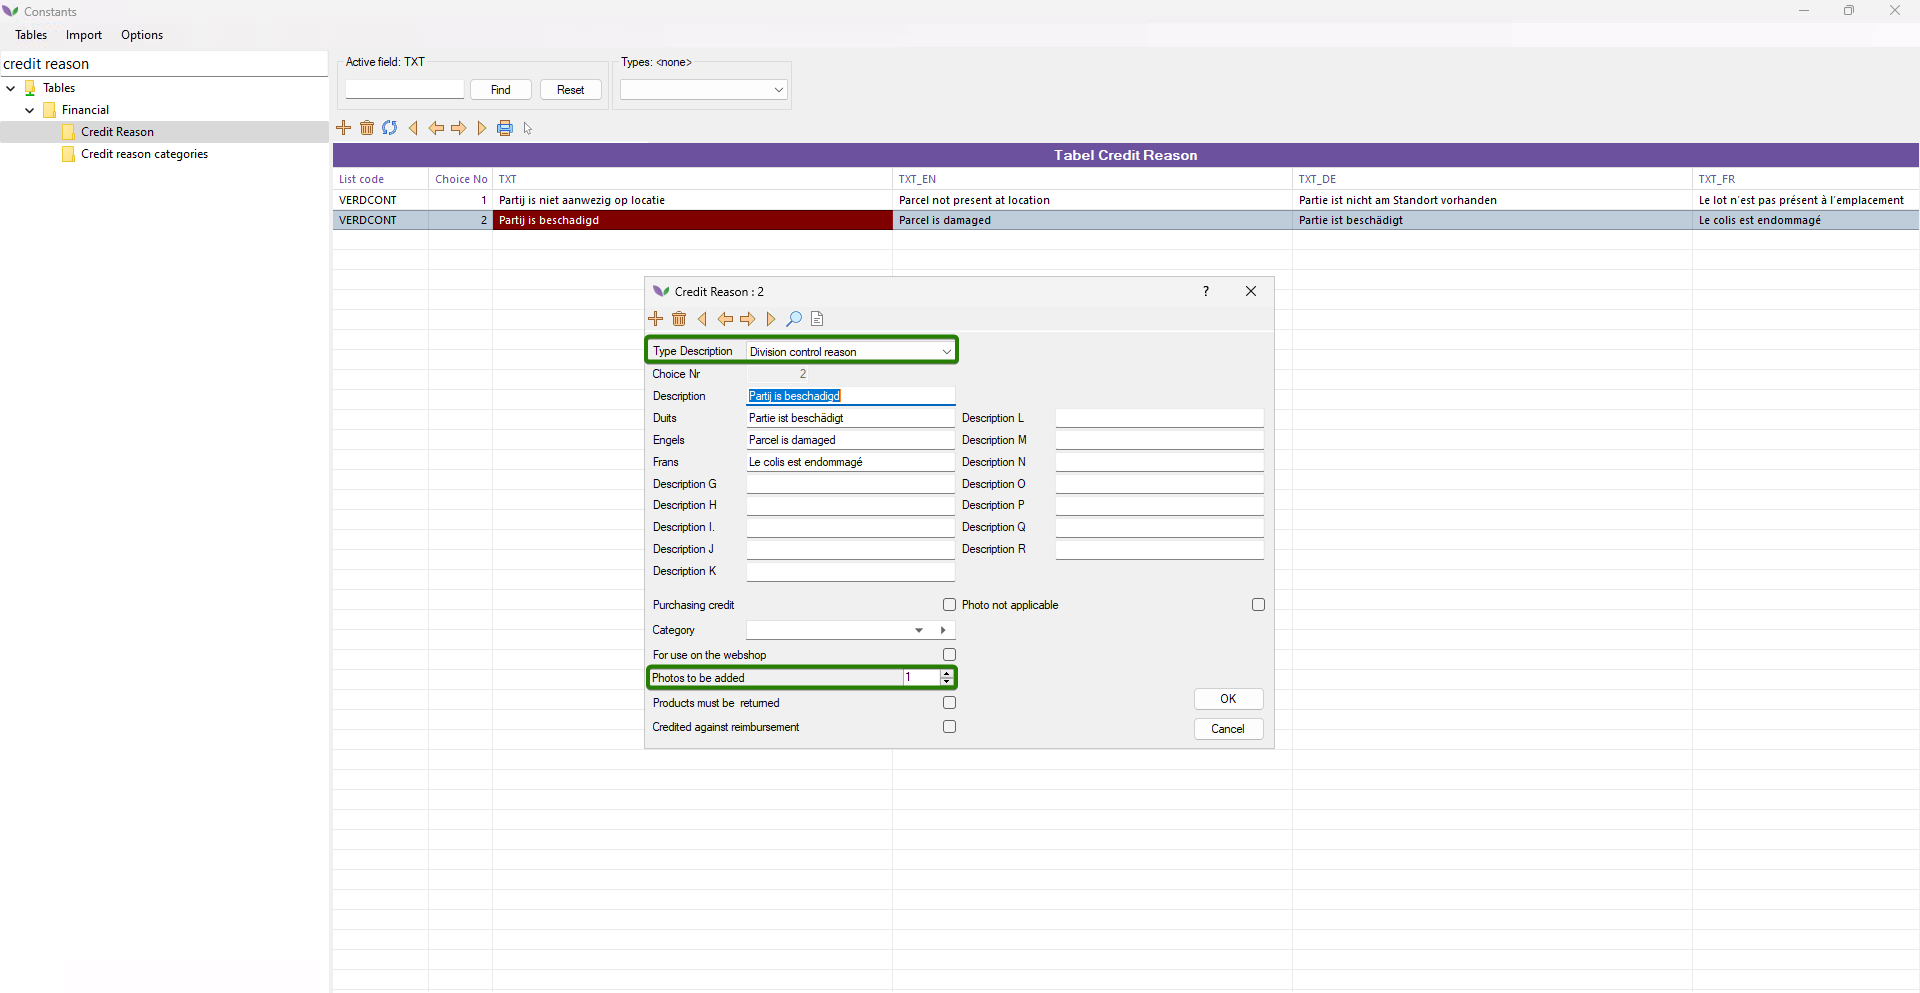 Constants
Tables Import Options
credit reason
Tables
Financial
Credit Reason
Credit reason categories
Active field: TXT
Find Reset
Types: <none>
Tabel Credit Reason
List code Choice No TXT TXT_EN TXT_DE TXT_FR
VERDCONT 1 Partij is niet aanwezig op locatie Parcel not present at location Partie ist nicht am Standort vorhanden Le lot n'est pas présent à l'emplacement
VERDCONT 2 Partij is beschadigd Parcel is damaged Partie ist beschädigt Le colis est endommagé
Credit Reason : 2 ?
Type Description Division control reason
Choice Nr 2
Description Partij is beschadigd
Duits Partie ist beschädigt Description L
Engels Parcel is damaged Description M
Frans Le colis est endommagé Description N
Description G Description O
Description H Description P
Description I. Description Q
Description J Description R
Description K
Purchasing credit Photo not applicable
Category
For use on the webshop
Photos to be added 1
Products must be returned
Credited against reimbursement
OK
Cancel